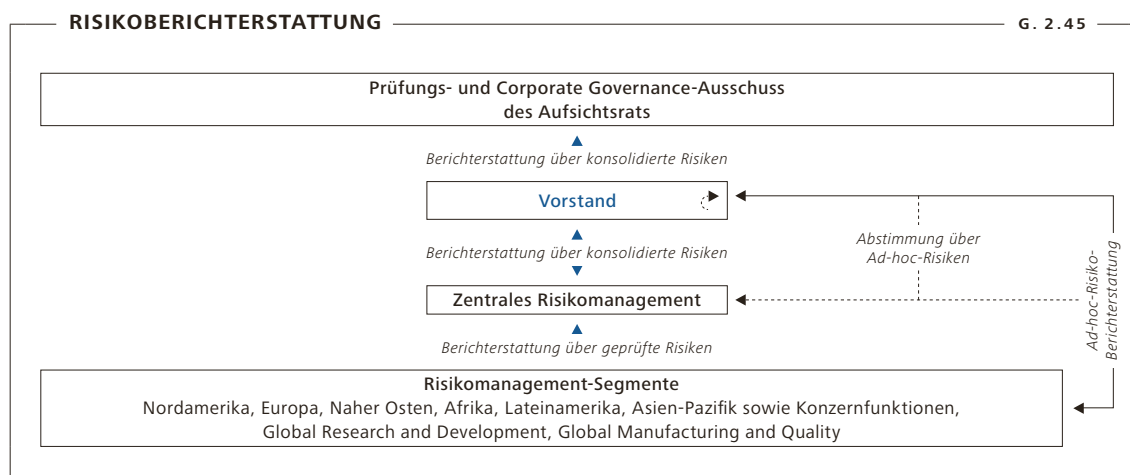 RISIKOBERICHTERSTATTUNG
G. 2.45
Prüfungs- und Corporate Governance-Ausschuss
des Aufsichtsrats
Berichterstattung über konsolidierte Risiken
Vorstand
Berichterstattung über konsolidierte Risiken
Abstimmung über
Ad-hoc-Risiken
Ad-hoc-Risiko-
Berichterstattung
Zentrales Risikomanagement
Berichterstattung über geprüfte Risiken
Risikomanagement-Segmente
Nordamerika, Europa, Naher Osten, Afrika, Lateinamerika, Asien-Pazifik sowie Konzernfunktionen,
Global Research and Development, Global Manufacturing and Quality